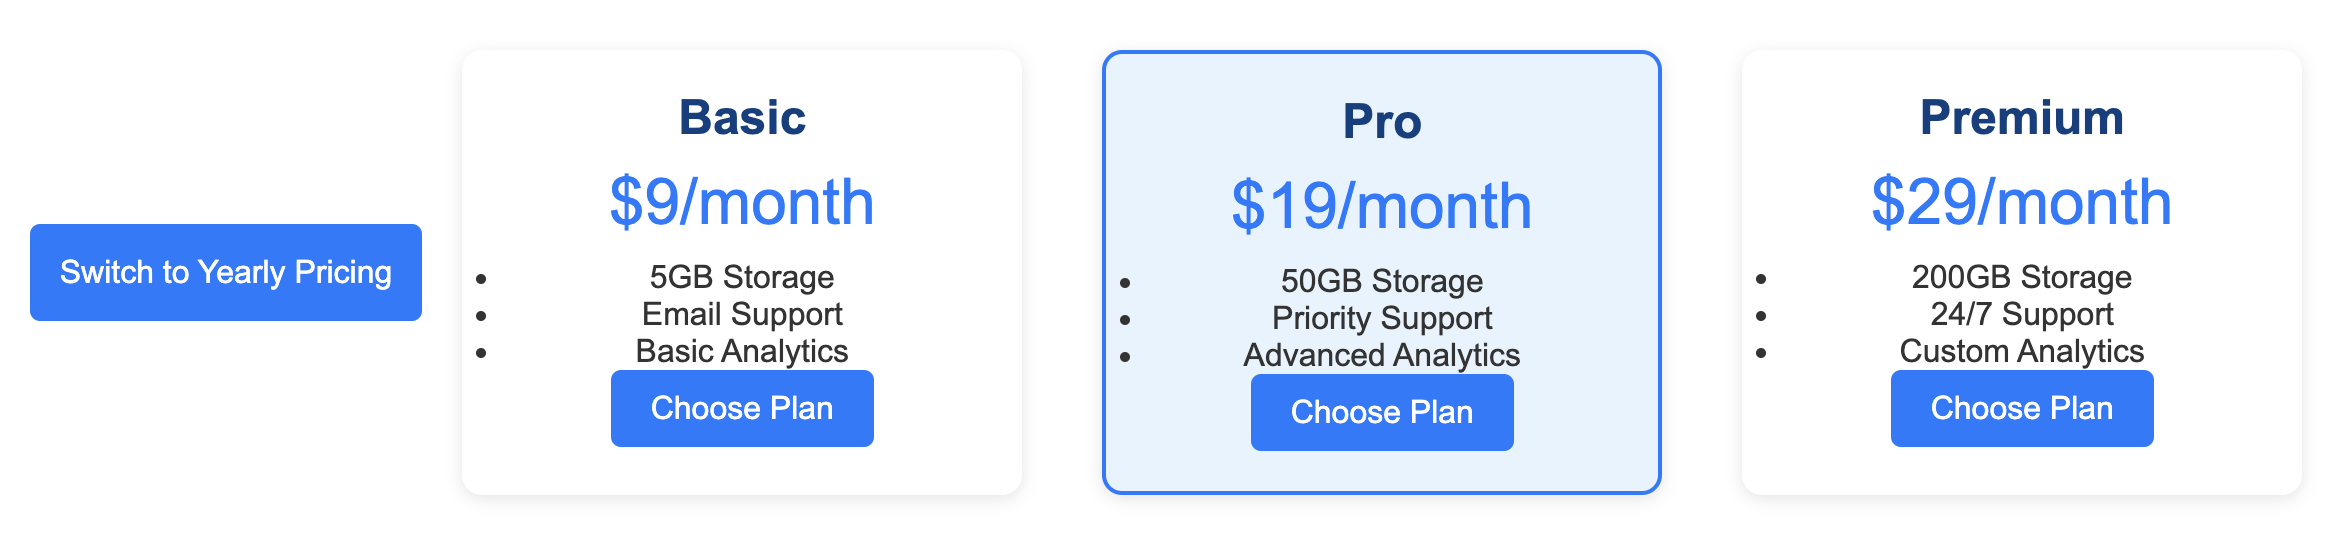 Switch to Yearly Pricing
Basic
$9/month
• 5GB Storage
• Email Support
• Basic Analytics
Choose Plan
Pro
$19/month
• 50GB Storage
• Priority Support
• Advanced Analytics
Choose Plan
Premium
$29/month
• 200GB Storage
• 24/7 Support
• Custom Analytics
Choose Plan